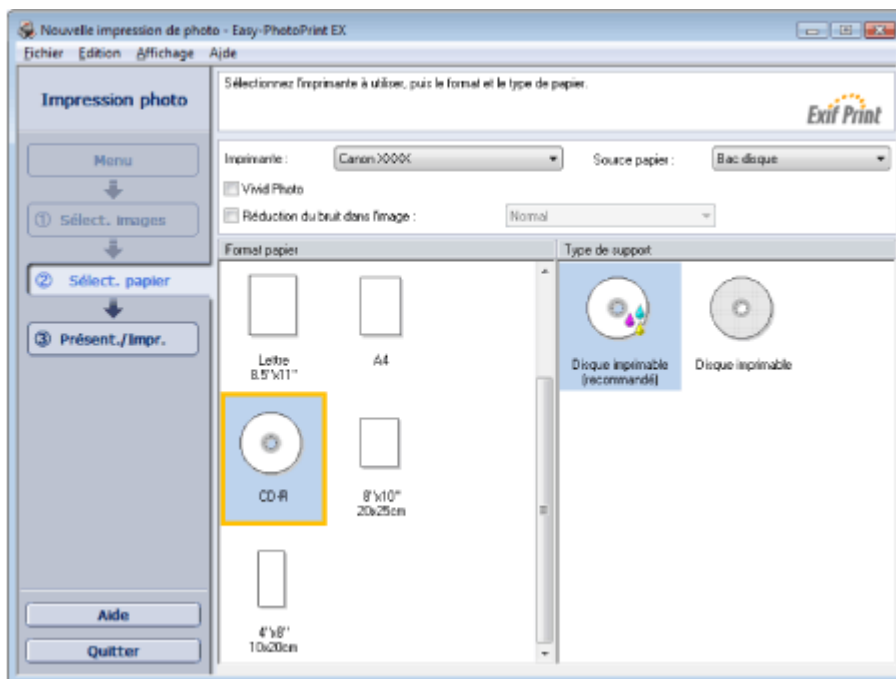 Nouvelle impression de photo - Easy-PhotoPrint EX
Fichier Edition Affichage Aide
Impression photo
Sélectionnez l'imprimante à utiliser, puis le format et le type de papier.
Exif Print
Menu
① Sélect. images
② Sélect. papier
③ Présent./Impr.
Aide
Quitter
Imprimante : Canon XXXX Source papier : Bac disque
Vivid Photo
Réduction du bruit dans l'image : Normal
Format papier
Lettre
8.5"x11"
A4
CD-R
8"x10"
20x25cm
4"x8"
10x20cm
Type de support
Disque imprimable
(recommandé)
Disque imprimable